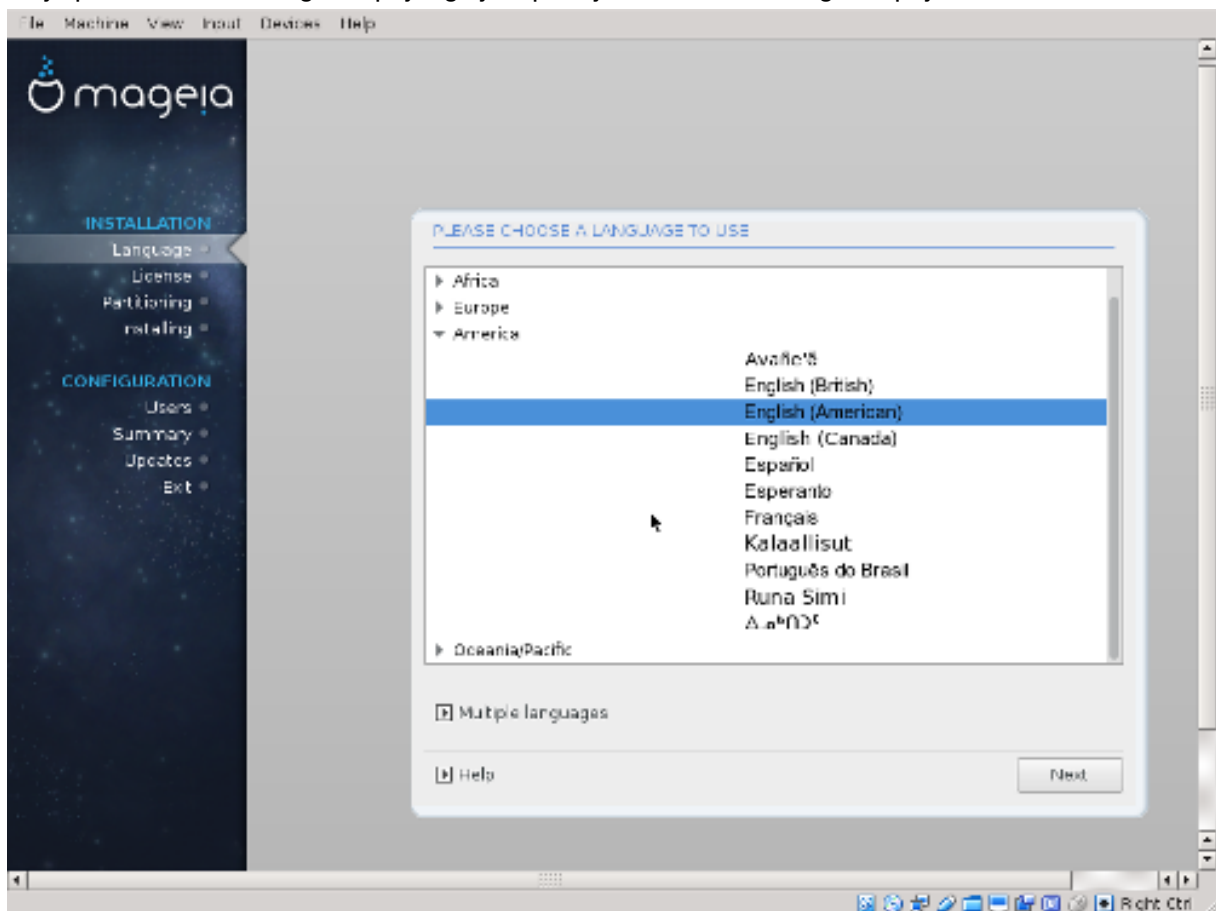 File Machine View Input Devices Help
mageia
INSTALLATION
Language
License
Partitioning
Installing
CONFIGURATION
Users
Summary
Updates
Exit
PLEASE CHOOSE A LANGUAGE TO USE
Africa
Europe
America
Avañe'ẽ
English (British)
English (American)
English (Canada)
Español
Esperanto
Français
Kalaallisut
Português do Brasil
Runa Simi
ᐃᓄᒃᑎᑐᑦ
Oceania/Pacific
Multiple languages
Help
Next
Right Ctrl